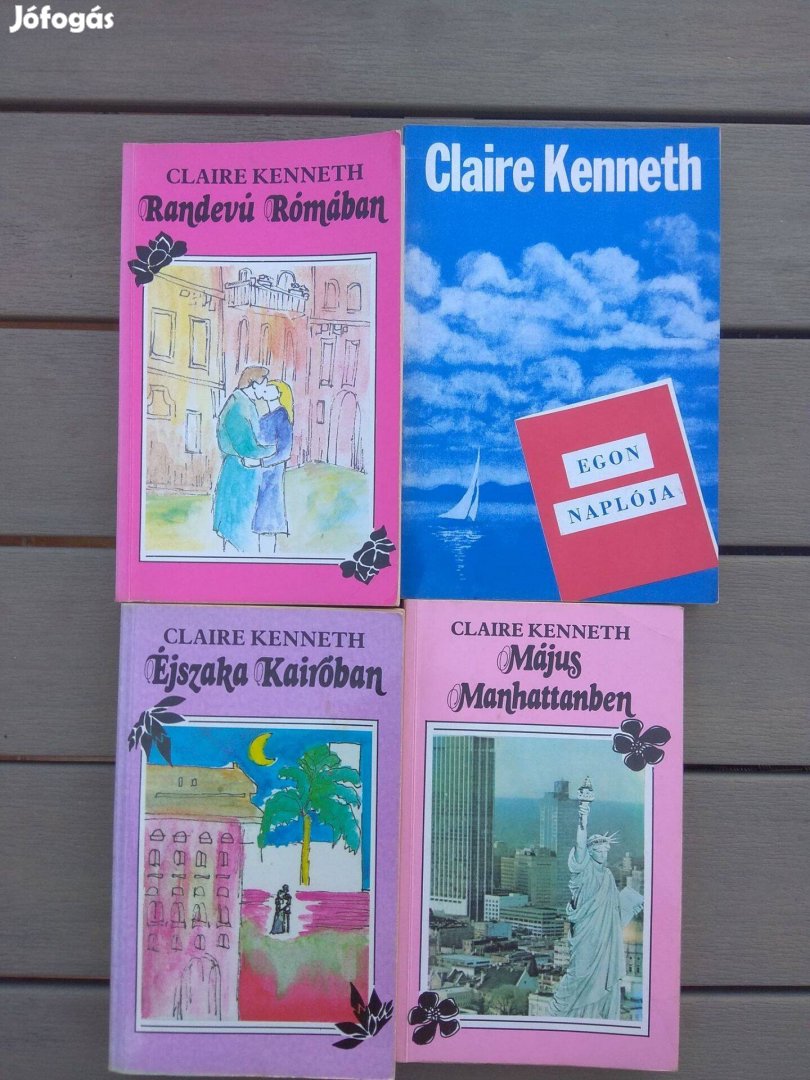 Jófogás
CLAIRE KENNETH
Randevú Rómában
Claire Kenneth
EGON
NAPLÓJA
CLAIRE KENNETH
Éjszaka Kairóban
CLAIRE KENNETH
Május
Manhattanben